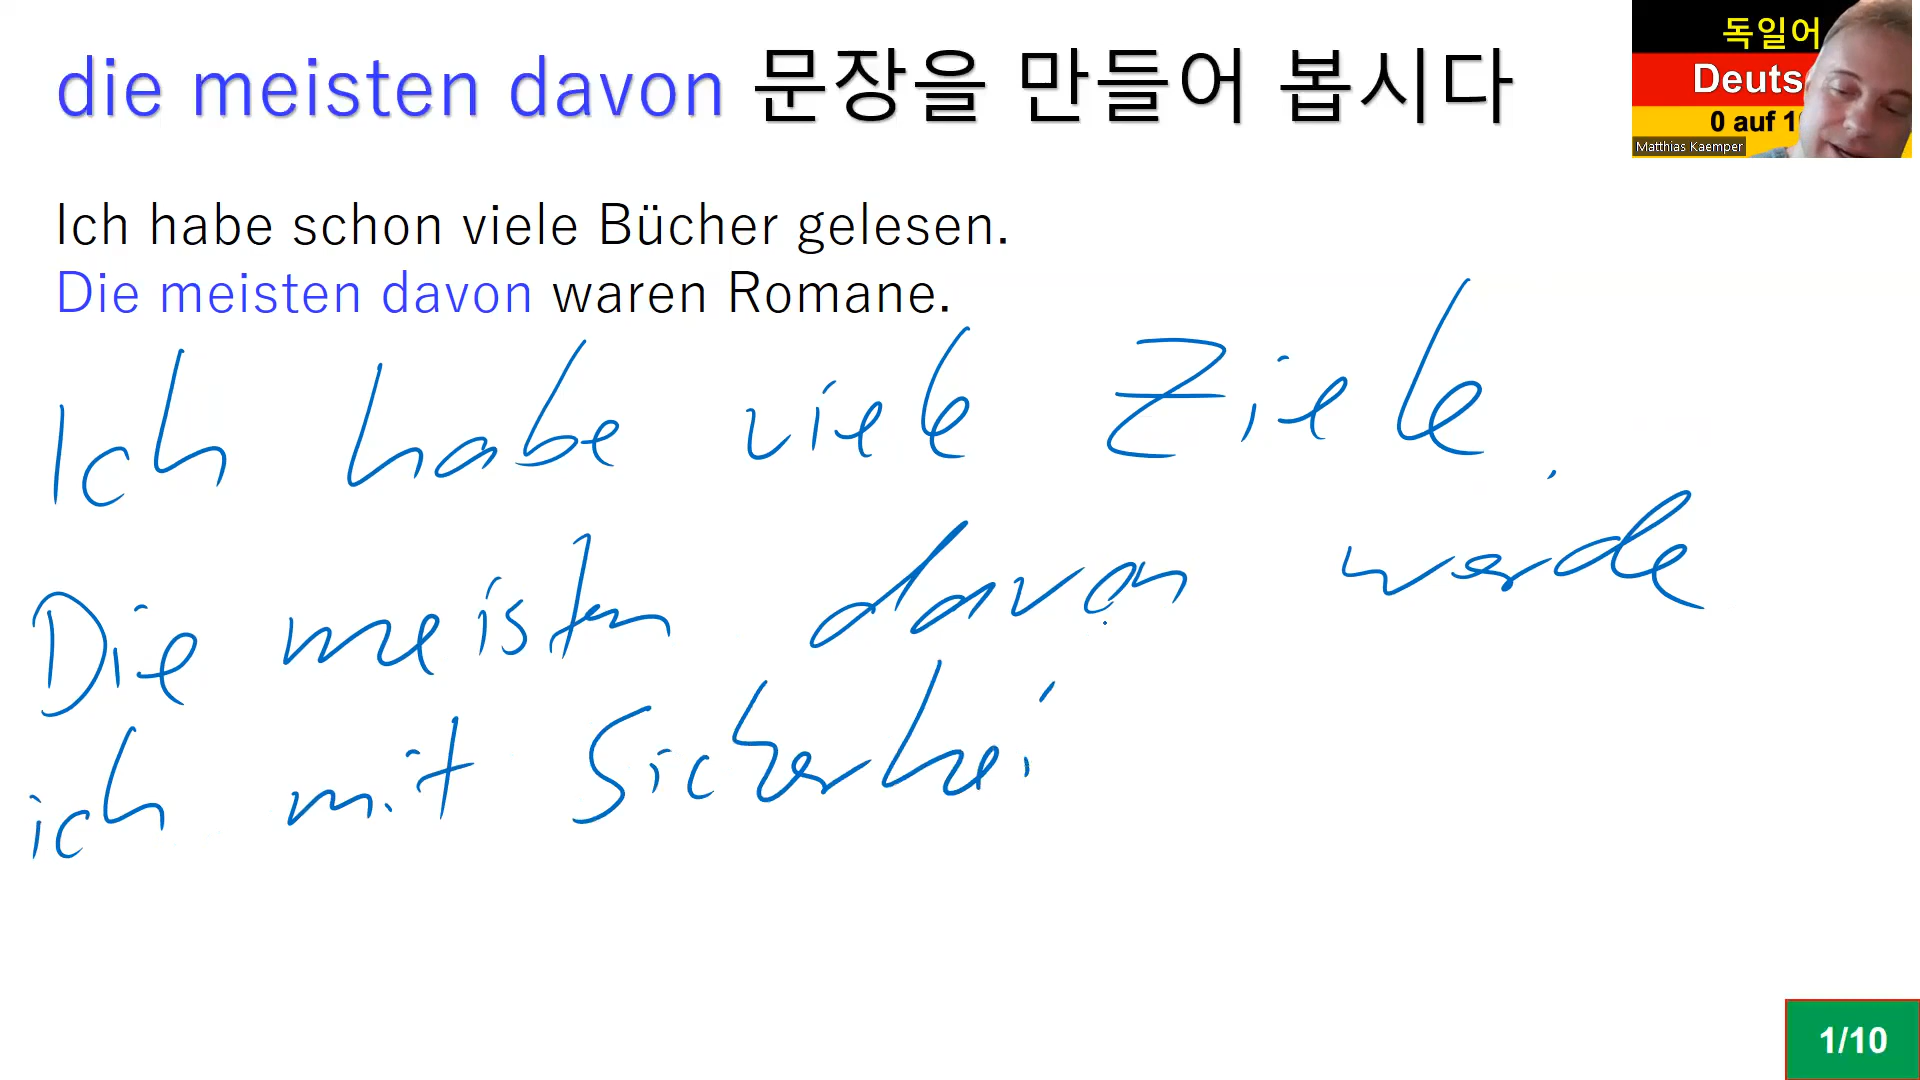 die meisten davon 문장을 만들어 봅시다
독일어
Deuts
0 auf 1
Matthias Kaemper
Ich habe schon viele Bücher gelesen.
Die meisten davon waren Romane.
Ich habe viele Ziele.
Die meisten davon werde
ich mit Sicherhei
1/10